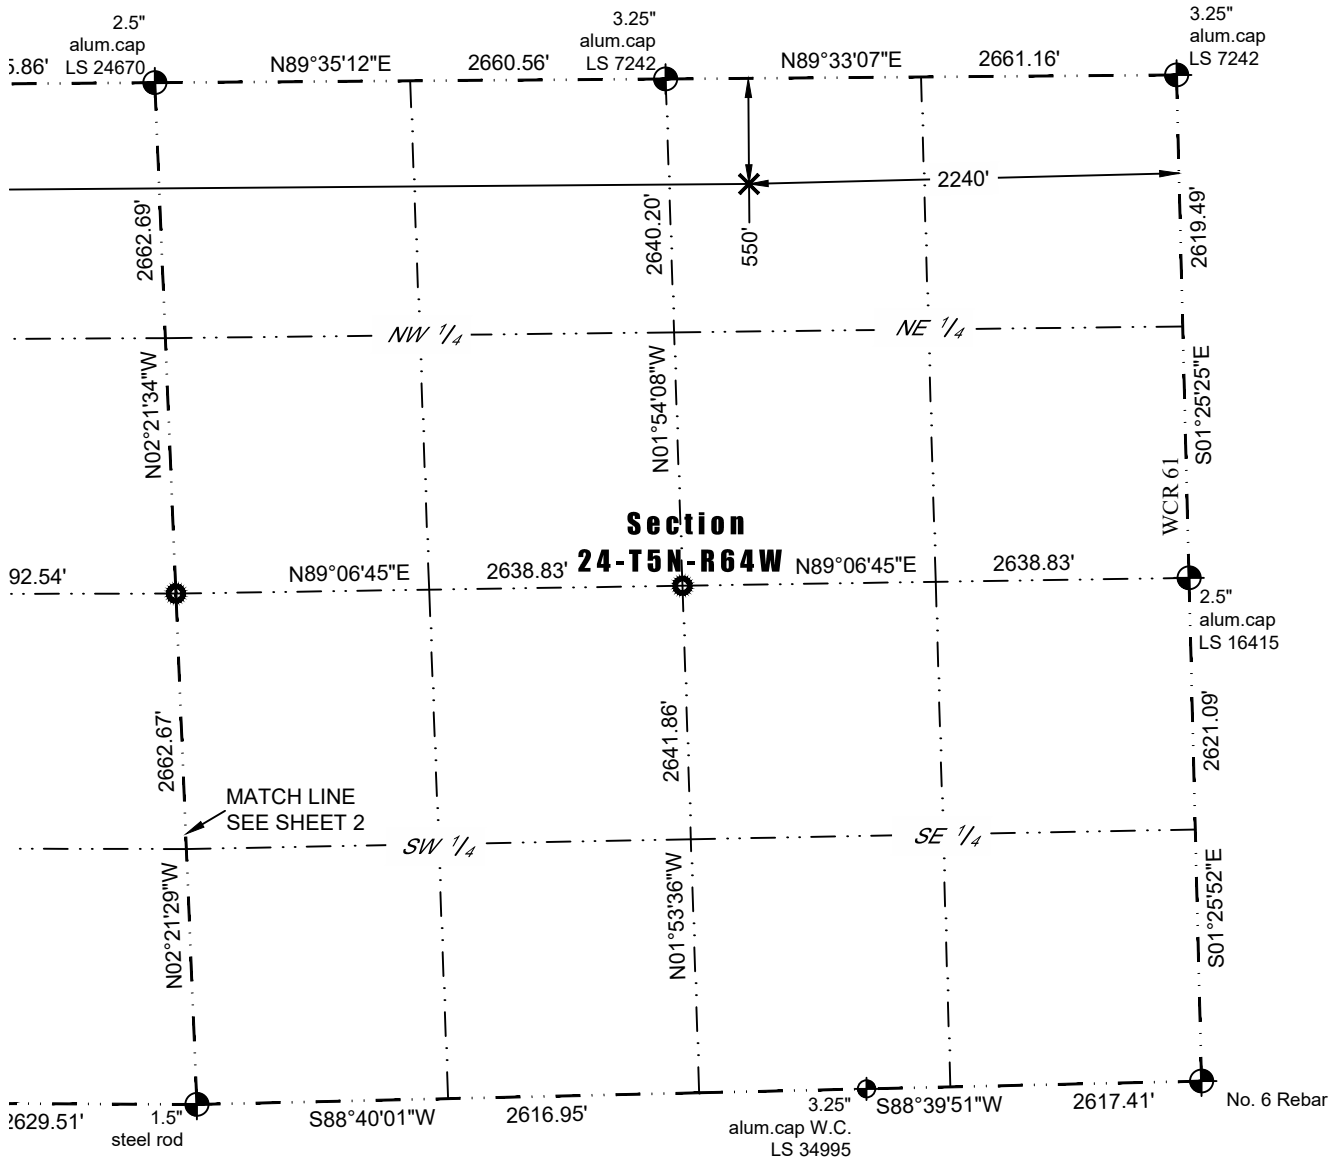 2.5"
alum.cap
LS 24670
3.25"
alum.cap
LS 7242
3.25"
alum.cap
LS 7242
5.86'
N89°35'12"E
2660.56'
N89°33'07"E
2661.16'
2240'
550'
2662.69'
2640.20'
2619.49'
NW 1/4
NE 1/4
N02°21'34"W
N01°54'08"W
S01°25'25"E
WCR 61
Section
24-T5N-R64W
92.54'
N89°06'45"E
2638.83'
N89°06'45"E
2638.83'
2.5"
alum.cap
LS 16415
2662.67'
2641.86'
2621.09'
MATCH LINE
SEE SHEET 2
SW 1/4
SE 1/4
N02°21'29"W
N01°53'36"W
S01°25'52"E
2629.51'
1.5"
steel rod
S88°40'01"W
2616.95'
3.25"
alum.cap W.C.
LS 34995
S88°39'51"W
2617.41'
No. 6 Rebar